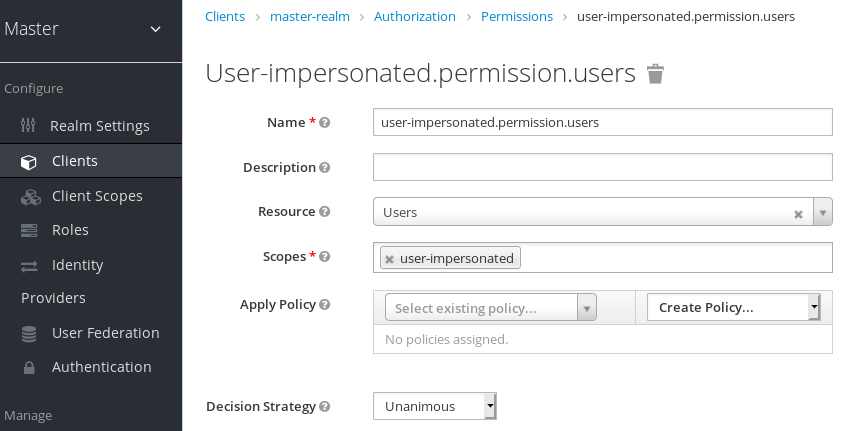 Master
Configure
Realm Settings
Clients
Client Scopes
Roles
Identity
Providers
User Federation
Authentication
Manage
Clients > master-realm > Authorization > Permissions > user-impersonated.permission.users
User-impersonated.permission.users
Name * user-impersonated.permission.users
Description
Resource Users
Scopes * user-impersonated
Apply Policy Select existing policy... Create Policy...
No policies assigned.
Decision Strategy Unanimous